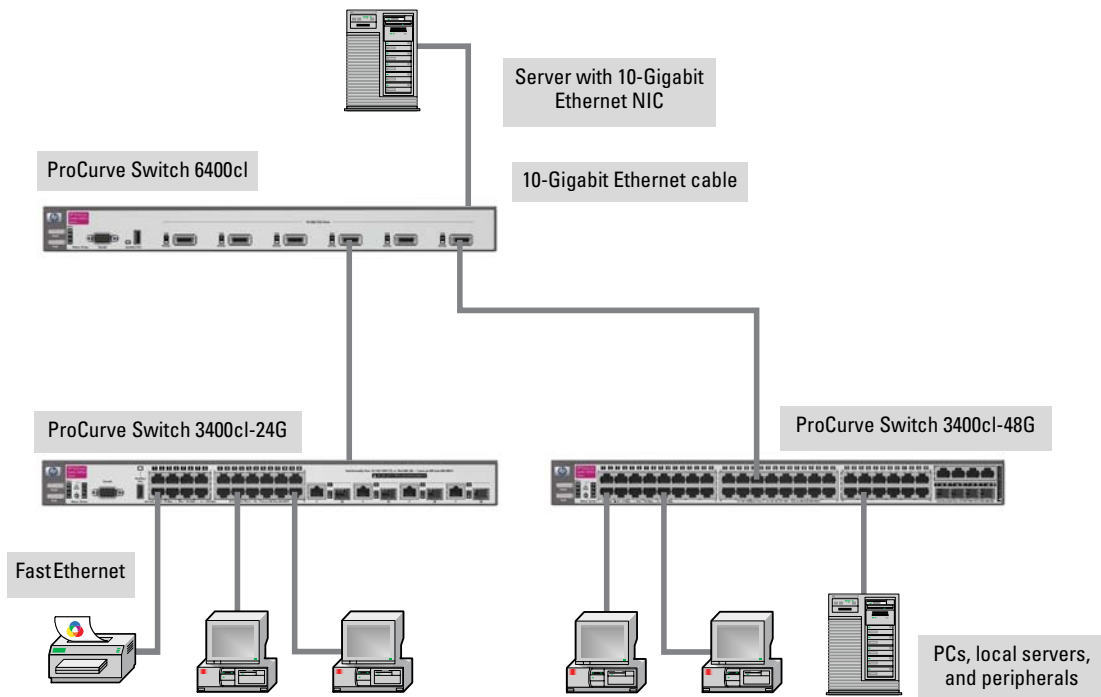 Server with 10-Gigabit
Ethernet NIC
ProCurve Switch 6400cl
10-Gigabit Ethernet cable
ProCurve Switch 3400cl-24G
ProCurve Switch 3400cl-48G
FastEthernet
PCs, local servers,
and peripherals